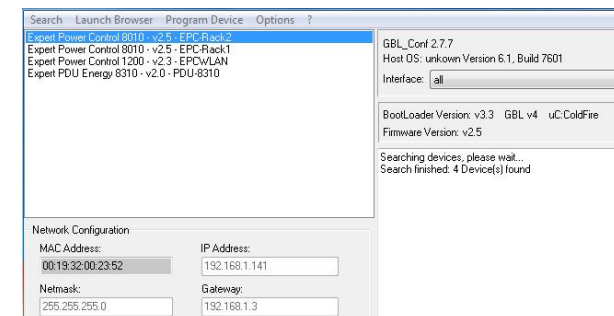 Search Launch Browser Program Device Options ?
Expert Power Control 8010 - v2.5 - EPC-Rack2
Expert Power Control 8010 - v2.5 - EPC-Rack1
Expert Power Control 1200 - v2.3 - EPCWLAN
Expert PDU Energy 8310 - v2.0 - PDU-8310
GBL_Conf 2.7.7
Host OS: unkown Version 6.1, Build 7601
Interface: all
BootLoader Version: v3.3 GBL v4 uC:ColdFire
Firmware Version: v2.5
Searching devices, please wait...
Search finished: 4 Device(s) found
Network Configuration
MAC Address: IP Address:
00:19:32:00:23:52 192.168.1.141
Netmask: Gateway:
255.255.255.0 192.168.1.3